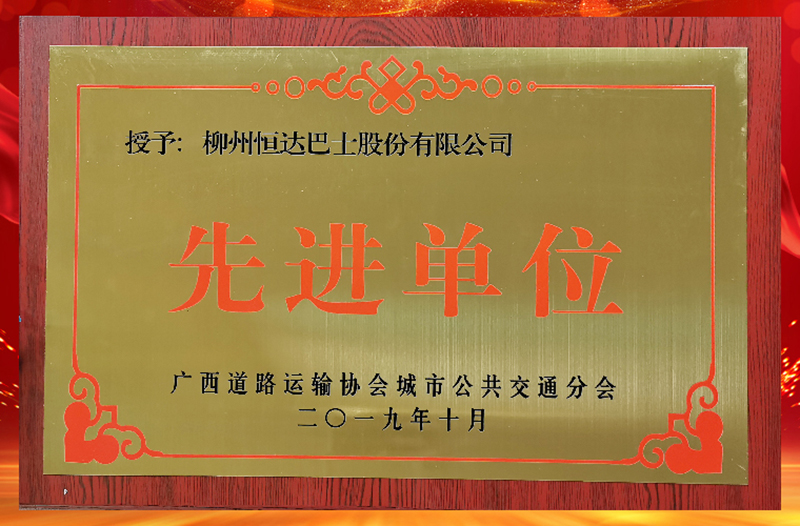 授予：柳州恒达巴士股份有限公司
先进单位
广西道路运输协会城市公共交通分会
二〇一九年十月